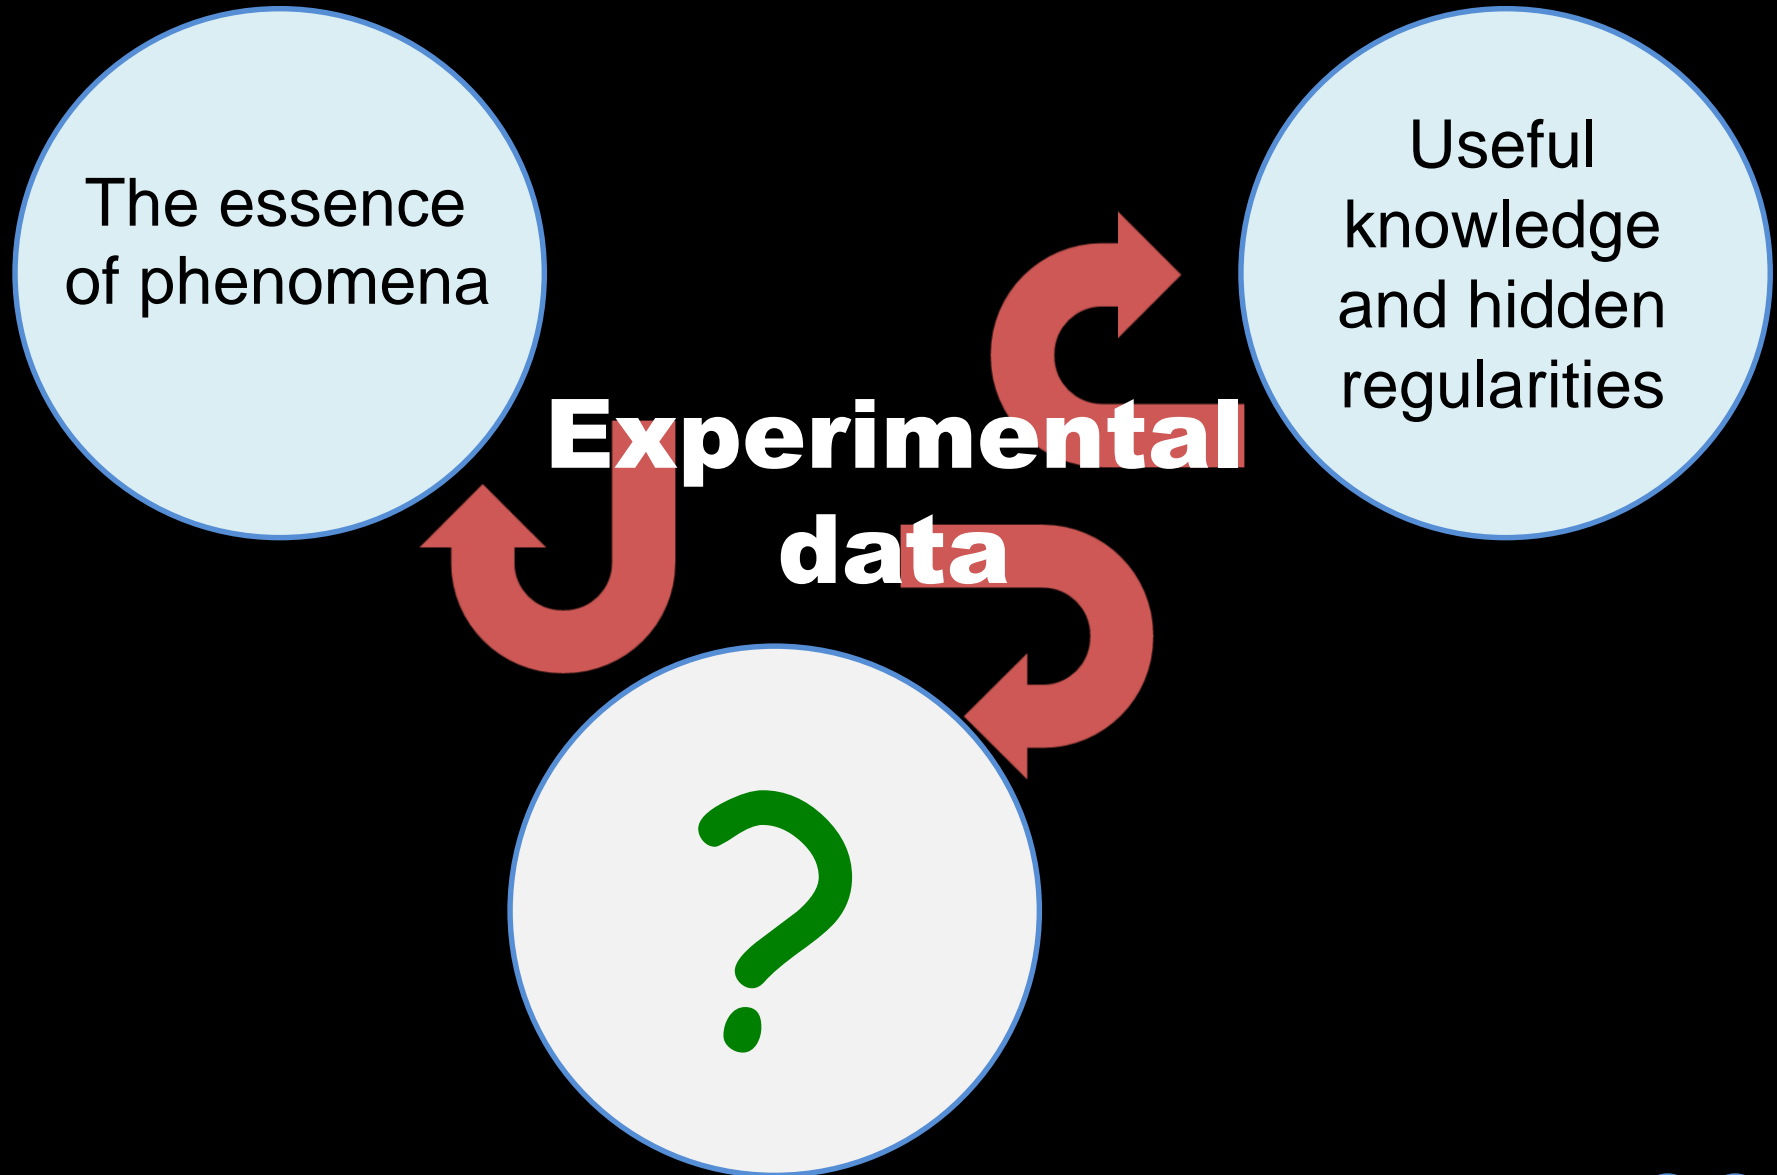 The essence
of phenomena
Useful
knowledge
and hidden
regularities
Experimental
data
?